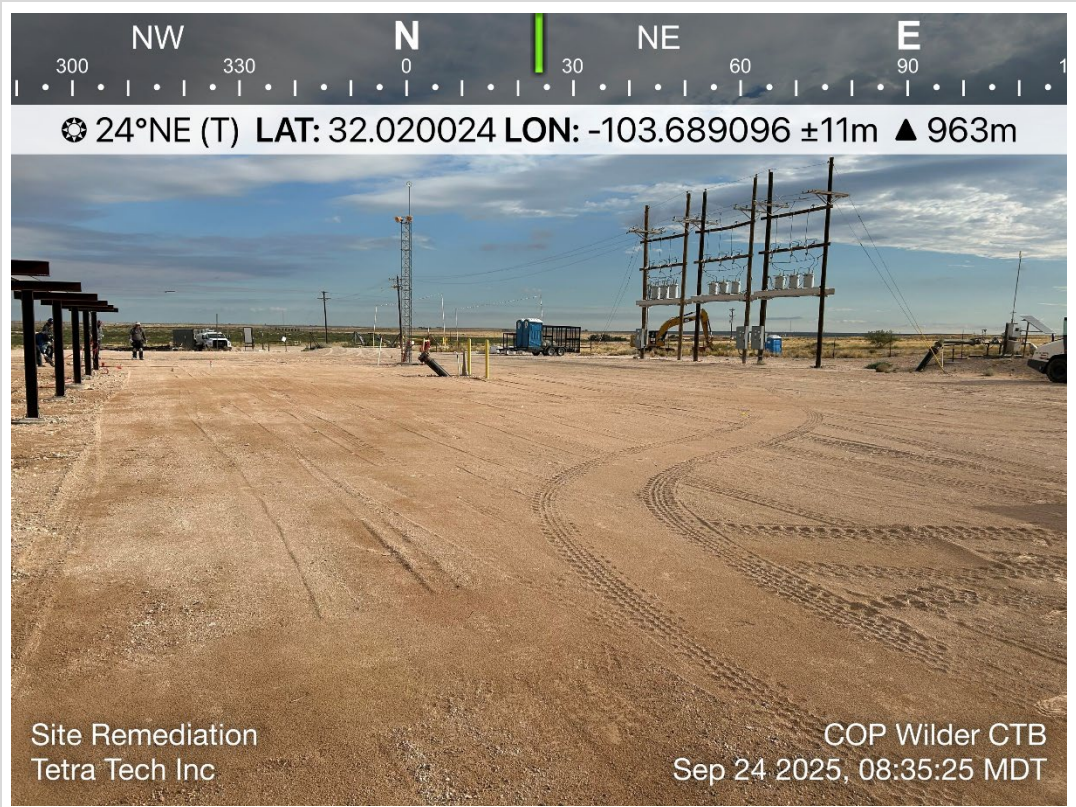 NW N NE E
300 330 0 30 60 90 1
24°NE (T) LAT: 32.020024 LON: -103.689096 ±11m ▲ 963m
Site Remediation
Tetra Tech Inc
COP Wilder CTB
Sep 24 2025, 08:35:25 MDT